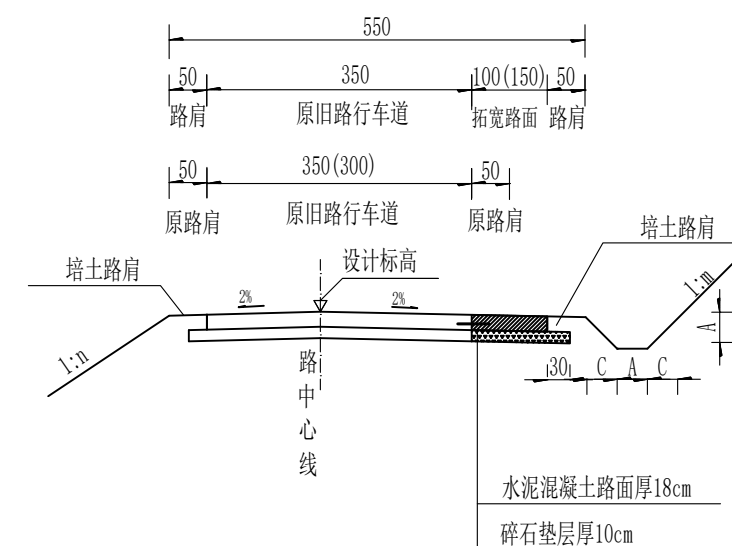 550
50 350 100(150) 50
路肩 原旧路行车道 拓宽路面 路肩
350(300)
50 50
原路肩 原旧路行车道 原路肩
培土路肩
培土路肩 设计标高
1:m
2% 2%
A
1:n
30 C A C
路中心线
水泥混凝土路面厚18cm
碎石垫层厚10cm